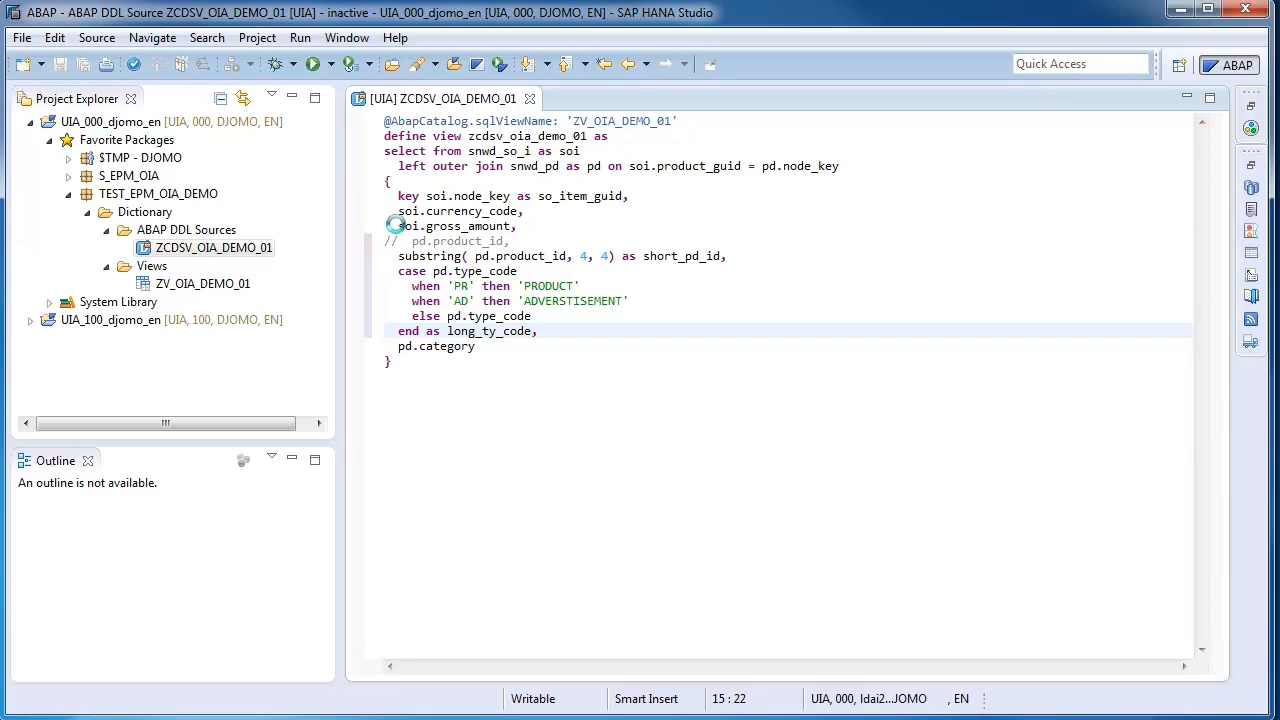 ABAP - ABAP DDL Source ZCDSV_OIA_DEMO_01 [UIA] - inactive - UIA_000_djomo_en [UIA, 000, DJOMO, EN] - SAP HANA Studio
File Edit Source Navigate Search Project Run Window Help
Quick Access
ABAP
Project Explorer
UIA_000_djomo_en [UIA, 000, DJOMO, EN]
Favorite Packages
$TMP - DJOMO
S_EPM_OIA
TEST_EPM_OIA_DEMO
Dictionary
ABAP DDL Sources
ZCDSV_OIA_DEMO_01
Views
ZV_OIA_DEMO_01
System Library
UIA_100_djomo_en [UIA, 100, DJOMO, EN]
Outline
An outline is not available.
[UIA] ZCDSV_OIA_DEMO_01
@AbapCatalog.sqlViewName: 'ZV_OIA_DEMO_01'
define view zcdsv_oia_demo_01 as
select from snwd_so_i as soi
left outer join snwd_pd as pd on soi.product_guid = pd.node_key
{
key soi.node_key as so_item_guid,
soi.currency_code,
soi.gross_amount,
// pd.product_id,
substring( pd.product_id, 4, 4) as short_pd_id,
case pd.type_code
when 'PR' then 'PRODUCT'
when 'AD' then 'ADVERSTISEMENT'
else pd.type_code
end as long_ty_code,
pd.category
}
Writable Smart Insert 15 : 22 UIA, 000, ldai2...JOMO , EN